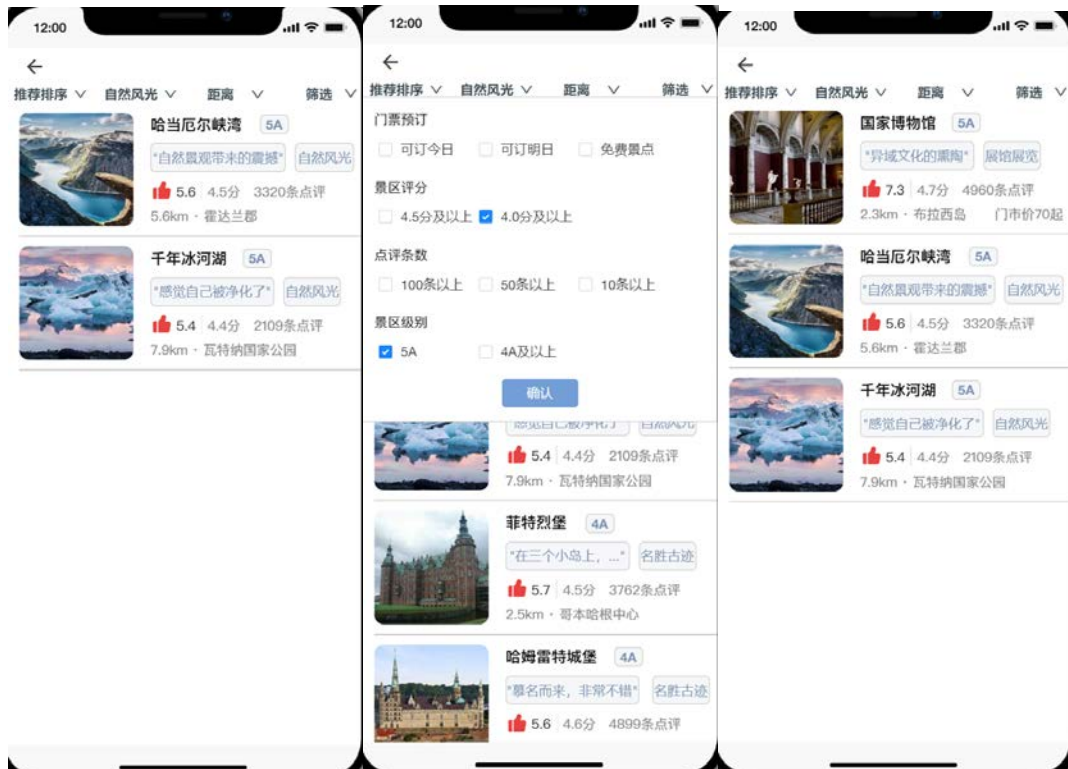 12:00
推荐排序 自然风光 距离 筛选
哈当厄尔峡湾 5A
"自然景观带来的震撼" 自然风光
5.6 4.5分 3320条点评
5.6km · 霍达兰郡
千年冰河湖 5A
"感觉自己被净化了" 自然风光
5.4 4.4分 2109条点评
7.9km · 瓦特纳国家公园
12:00
推荐排序 自然风光 距离 筛选
门票预订
可订今日 可订明日 免费景点
景区评分
4.5分及以上 4.0分及以上
点评条数
100条以上 50条以上 10条以上
景区级别
5A 4A及以上
确认
"感觉自己被净化了" 自然风光
5.4 4.4分 2109条点评
7.9km · 瓦特纳国家公园
菲特烈堡 4A
"在三个小岛上，..." 名胜古迹
5.7 4.5分 3762条点评
2.5km · 哥本哈根中心
哈姆雷特城堡 4A
"慕名而来，非常不错" 名胜古迹
5.6 4.6分 4899条点评
12:00
推荐排序 自然风光 距离 筛选
国家博物馆 5A
"异域文化的熏陶" 展馆展览
7.3 4.7分 4960条点评
2.3km · 布拉西岛 门市价70起
哈当厄尔峡湾 5A
"自然景观带来的震撼" 自然风光
5.6 4.5分 3320条点评
5.6km · 霍达兰郡
千年冰河湖 5A
"感觉自己被净化了" 自然风光
5.4 4.4分 2109条点评
7.9km · 瓦特纳国家公园